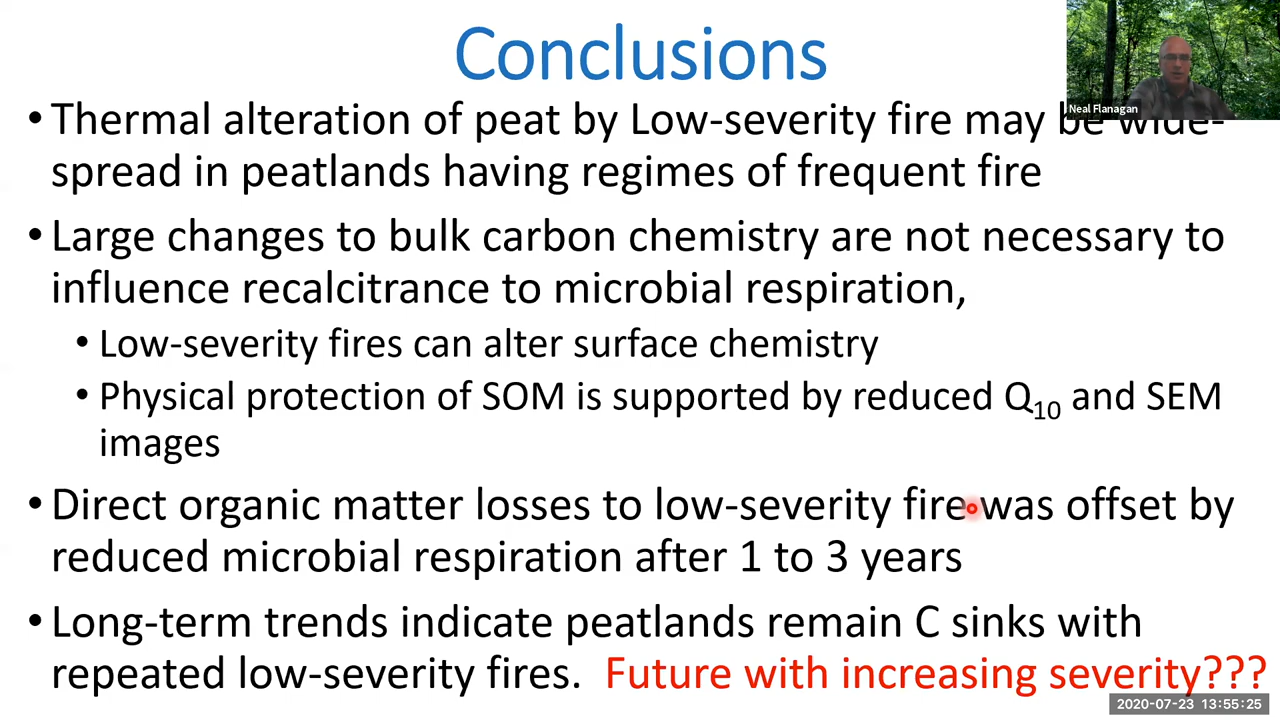 Conclusions
Neal Flanagan
• Thermal alteration of peat by Low-severity fire may be wide-
spread in peatlands having regimes of frequent fire
• Large changes to bulk carbon chemistry are not necessary to
influence recalcitrance to microbial respiration,
• Low-severity fires can alter surface chemistry
• Physical protection of SOM is supported by reduced Q10 and SEM
images
• Direct organic matter losses to low-severity fire was offset by
reduced microbial respiration after 1 to 3 years
• Long-term trends indicate peatlands remain C sinks with
repeated low-severity fires. Future with increasing severity???
2020-07-23 13:55:25